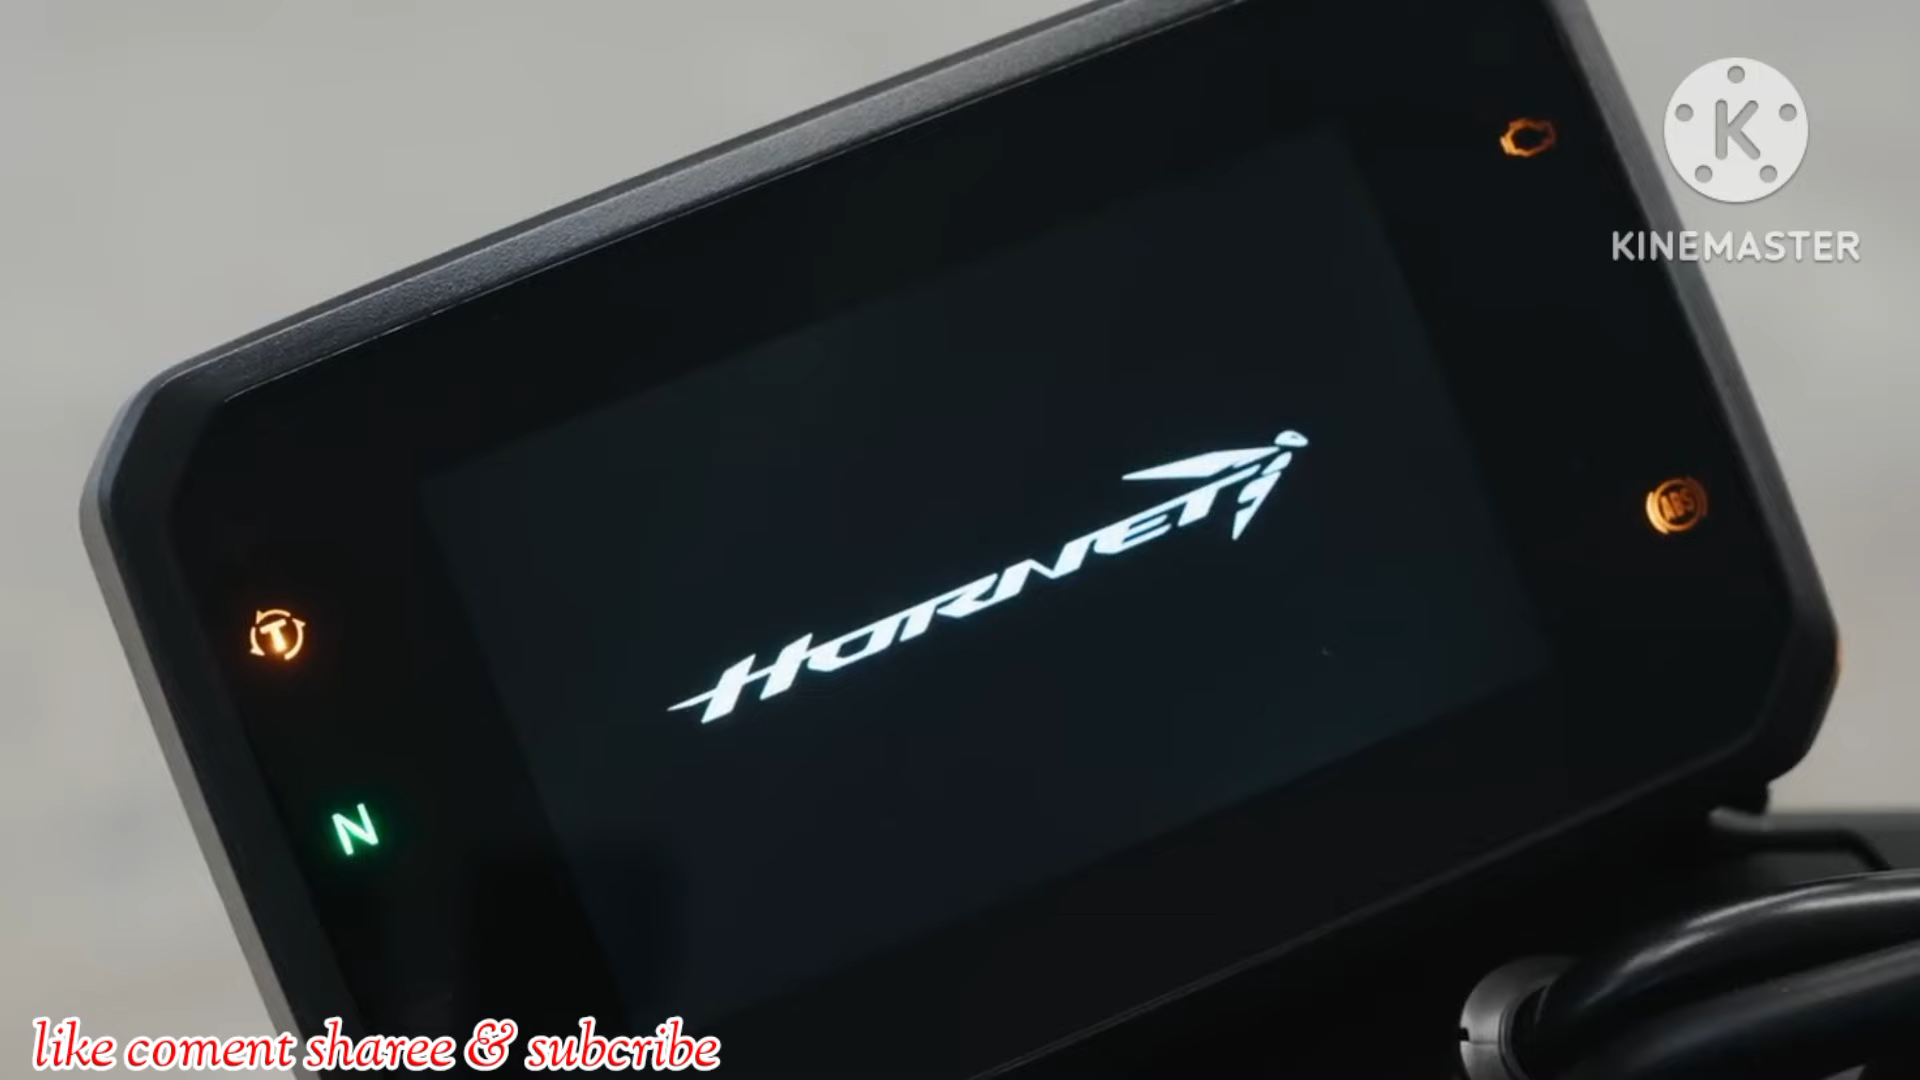 K
KINEMASTER
ABS
HORNET
T
N
like coment sharee & subcribe